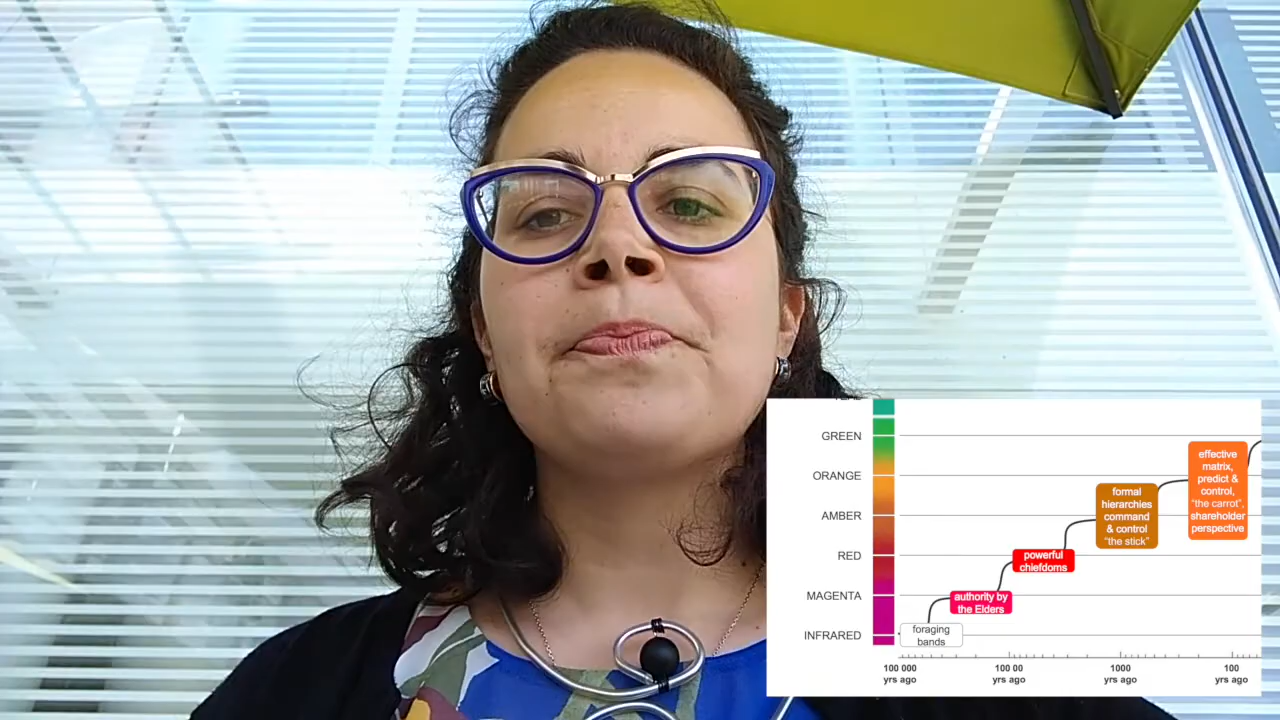 GREEN
ORANGE
AMBER
RED
MAGENTA
INFRARED
effective
matrix,
predict &
control,
"the carrot",
shareholder
perspective
formal
hierarchies
command
& control
"the stick"
powerful
chiefdoms
authority by
the Elders
foraging
bands
100 000
yrs ago
100 00
yrs ago
1000
yrs ago
100
yrs ago